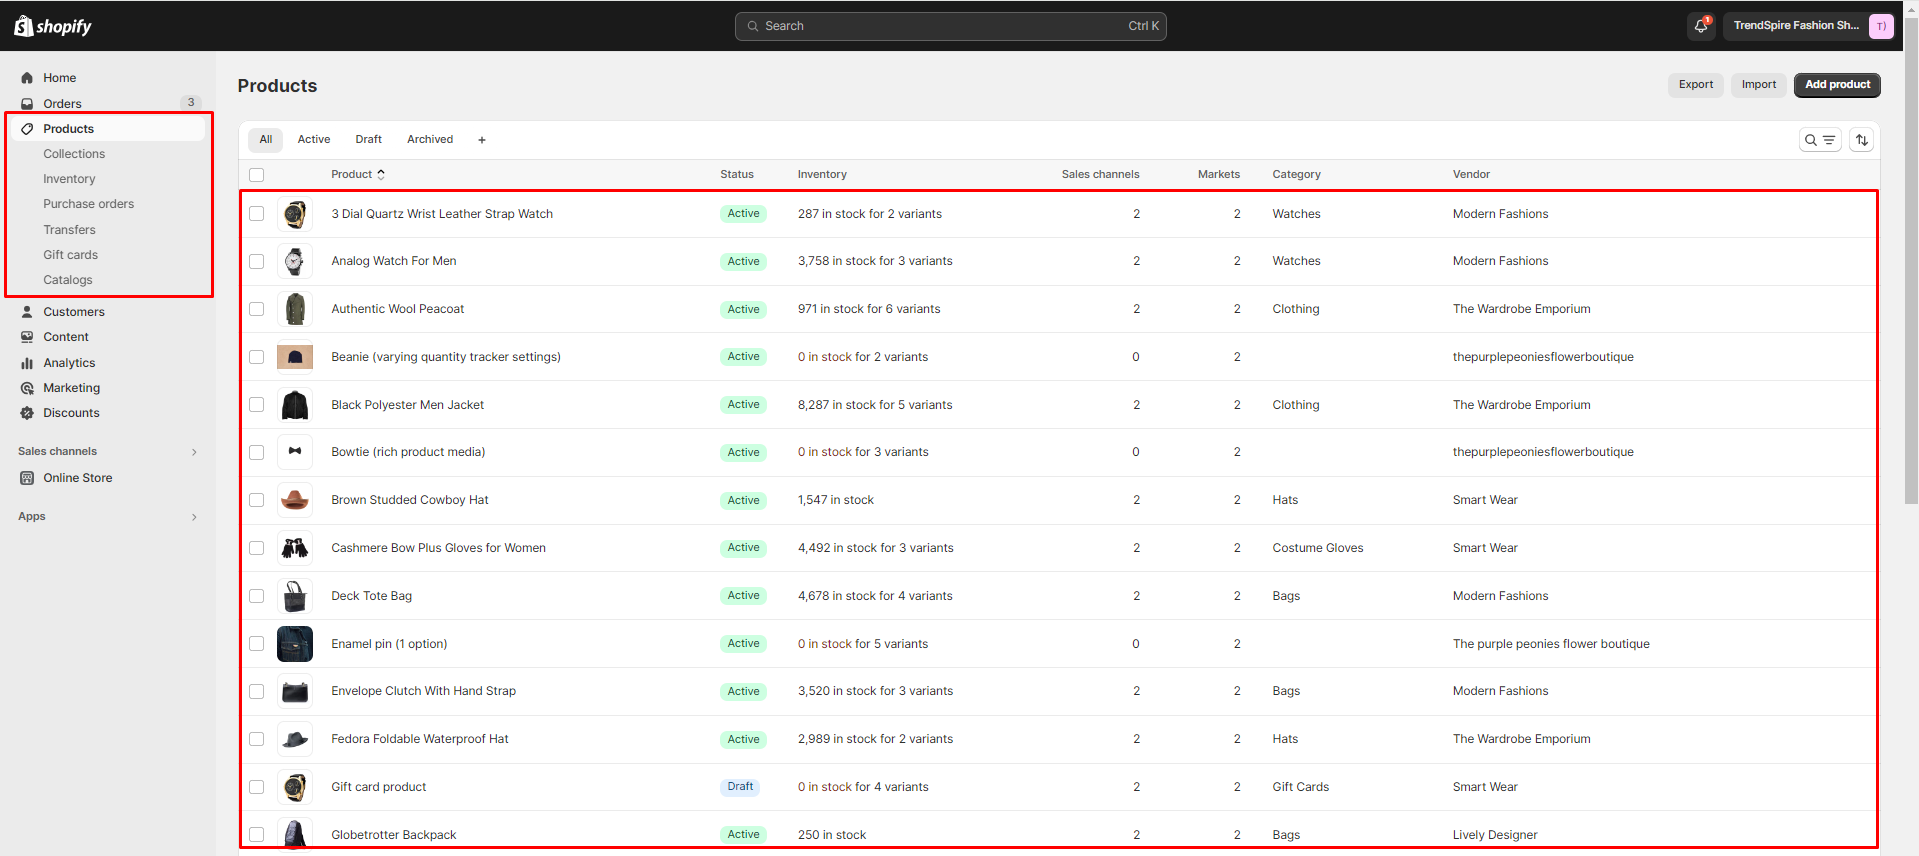 shopify
Search Ctrl K
1
TrendSpire Fashion Sh... T)
Home
Orders 3
Products
Collections
Inventory
Purchase orders
Transfers
Gift cards
Catalogs
Customers
Content
Analytics
Marketing
Discounts
Sales channels
Online Store
Apps
Products
Export Import Add product
All Active Draft Archived +
Product Status Inventory Sales channels Markets Category Vendor
3 Dial Quartz Wrist Leather Strap Watch Active 287 in stock for 2 variants 2 2 Watches Modern Fashions
Analog Watch For Men Active 3,758 in stock for 3 variants 2 2 Watches Modern Fashions
Authentic Wool Peacoat Active 971 in stock for 6 variants 2 2 Clothing The Wardrobe Emporium
Beanie (varying quantity tracker settings) Active 0 in stock for 2 variants 0 2 thepurplepeoniesflowerboutique
Black Polyester Men Jacket Active 8,287 in stock for 5 variants 2 2 Clothing The Wardrobe Emporium
Bowtie (rich product media) Active 0 in stock for 3 variants 0 2 thepurplepeoniesflowerboutique
Brown Studded Cowboy Hat Active 1,547 in stock 2 2 Hats Smart Wear
Cashmere Bow Plus Gloves for Women Active 4,492 in stock for 3 variants 2 2 Costume Gloves Smart Wear
Deck Tote Bag Active 4,678 in stock for 4 variants 2 2 Bags Modern Fashions
Enamel pin (1 option) Active 0 in stock for 5 variants 0 2 The purple peonies flower boutique
Envelope Clutch With Hand Strap Active 3,520 in stock for 3 variants 2 2 Bags Modern Fashions
Fedora Foldable Waterproof Hat Active 2,989 in stock for 2 variants 2 2 Hats The Wardrobe Emporium
Gift card product Draft 0 in stock for 4 variants 2 2 Gift Cards Smart Wear
Globetrotter Backpack Active 250 in stock 2 2 Bags Lively Designer